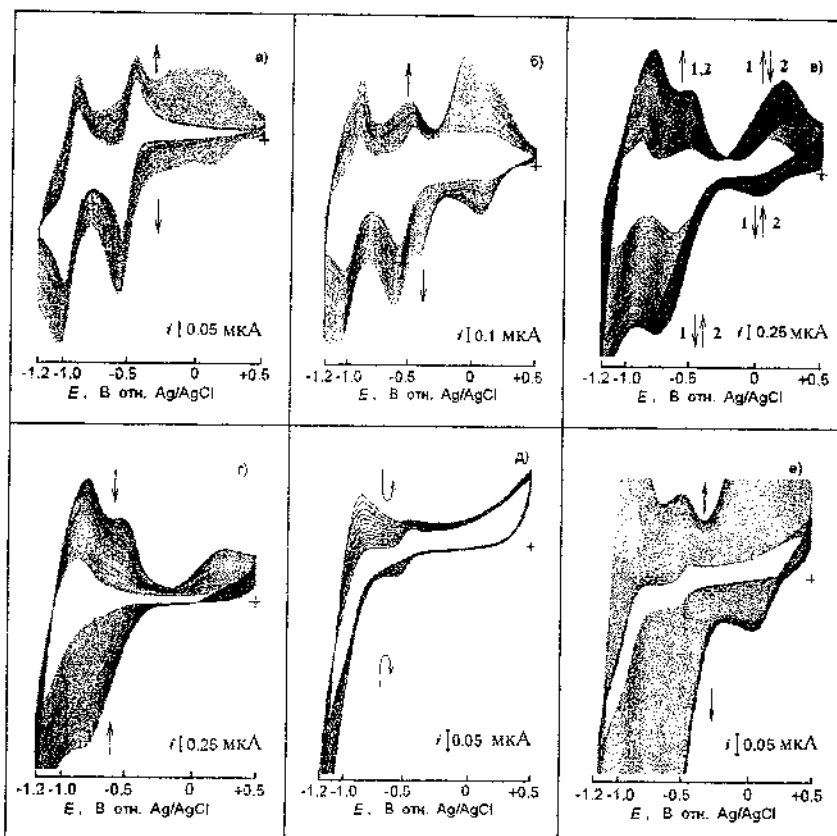 а)
1,2
1 2
1 2
1 2
i 0.05 мкА
-1.2 -1.0 -0.5 0 +0.5
E , В отн. Ag/AgCl
б)
i 0.1 мкА
-1.2 -1.0 -0.5 0 +0.5
E , В отн. Ag/AgCl
в)
i 0.25 мкА
-1.2 -1.0 -0.5 0 +0.5
E , В отн. Ag/AgCl
г)
i 0.25 мкА
-1.2 -1.0 -0.5 0 +0.5
E , В отн. Ag/AgCl
д)
i 0.05 мкА
-1.2 -1.0 -0.5 0 +0.5
E , В отн. Ag/AgCl
е)
i 0.05 мкА
-1.2 -1.0 -0.5 0 +0.5
E , В отн. Ag/AgCl